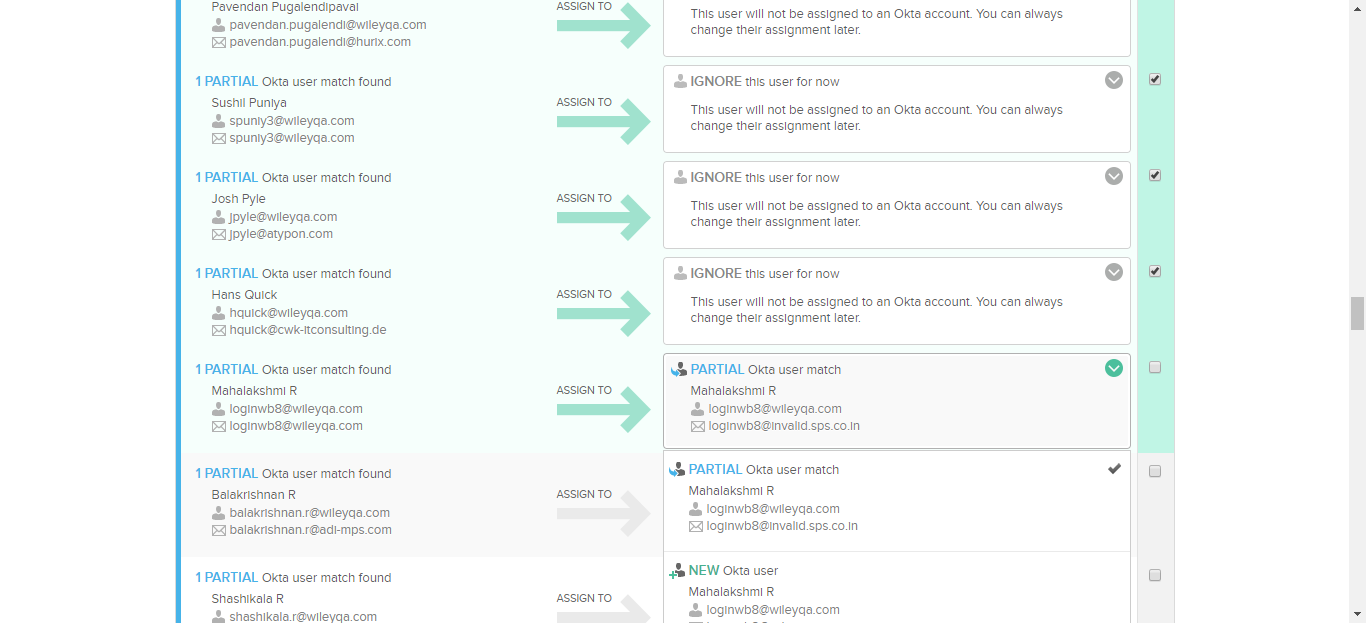 Pavendan Pugalendipaval
pavendan.pugalendi@wileyqa.com
pavendan.pugalendi@hurix.com
ASSIGN TO
This user will not be assigned to an Okta account. You can always
change their assignment later.
1 PARTIAL Okta user match found
Sushil Puniya
spuniy3@wileyqa.com
spuniy3@wileyqa.com
ASSIGN TO
IGNORE this user for now
This user will not be assigned to an Okta account. You can always
change their assignment later.
1 PARTIAL Okta user match found
Josh Pyle
jpyle@wileyqa.com
jpyle@atypon.com
ASSIGN TO
IGNORE this user for now
This user will not be assigned to an Okta account. You can always
change their assignment later.
1 PARTIAL Okta user match found
Hans Quick
hquick@wileyqa.com
hquick@cwk-itconsulting.de
ASSIGN TO
IGNORE this user for now
This user will not be assigned to an Okta account. You can always
change their assignment later.
1 PARTIAL Okta user match found
Mahalakshmi R
loginwb8@wileyqa.com
loginwb8@wileyqa.com
ASSIGN TO
PARTIAL Okta user match
Mahalakshmi R
loginwb8@wileyqa.com
loginwb8@invalid.sps.co.in
1 PARTIAL Okta user match found
Balakrishnan R
balakrishnan.r@wileyqa.com
balakrishnan.r@adi-mps.com
ASSIGN TO
PARTIAL Okta user match
Mahalakshmi R
loginwb8@wileyqa.com
loginwb8@invalid.sps.co.in
1 PARTIAL Okta user match found
Shashikala R
shashikala.r@wileyqa.com
ASSIGN TO
NEW Okta user
Mahalakshmi R
loginwb8@wileyqa.com